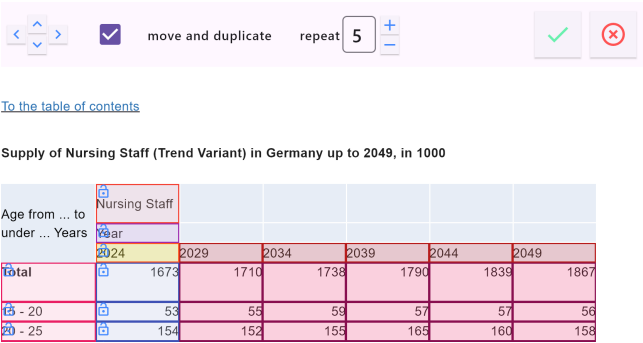 move and duplicate repeat 5
To the table of contents
Supply of Nursing Staff (Trend Variant) in Germany up to 2049, in 1000
Age from ... to under ... Years
Nursing Staff
Year
2024 2029 2034 2039 2044 2049
Total 1673 1710 1738 1790 1839 1867
15 - 20 53 55 59 57 57 56
20 - 25 154 152 155 165 160 158